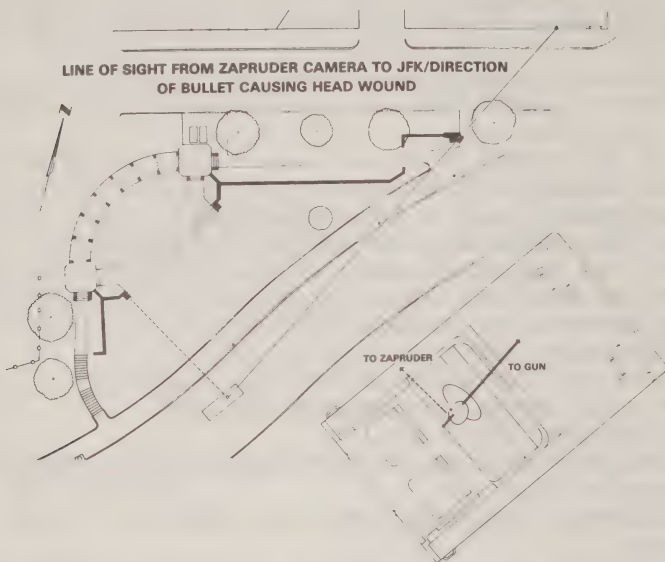 LINE OF SIGHT FROM ZAPRUDER CAMERA TO JFK/DIRECTION
OF BULLET CAUSING HEAD WOUND
N
TO ZAPRUDER
TO GUN